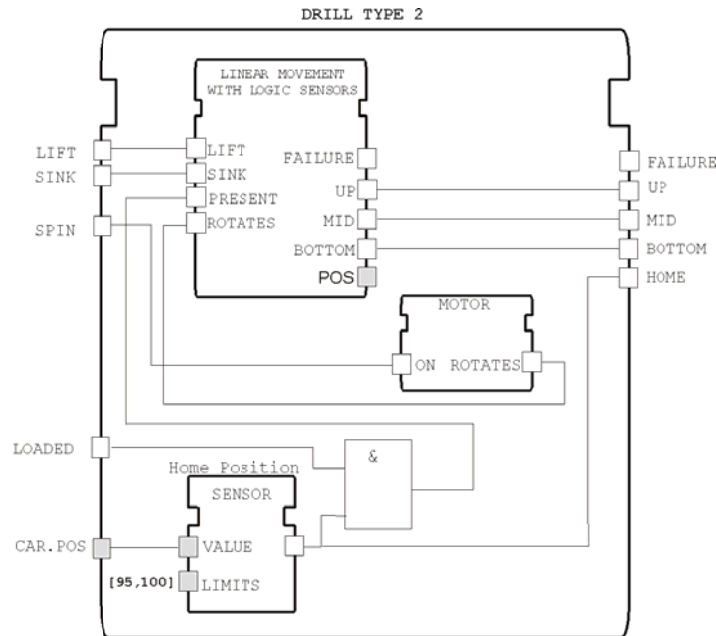 DRILL TYPE 2
LINEAR MOVEMENT
WITH LOGIC SENSORS
LIFT
SINK
SPIN
LOADED
CAR.POS
LIFT
SINK
PRESENT
ROTATES
FAILURE
UP
MID
BOTTOM
POS
FAILURE
UP
MID
BOTTOM
HOME
MOTOR
ON ROTATES
&
Home Position
SENSOR
VALUE
[95,100]
LIMITS